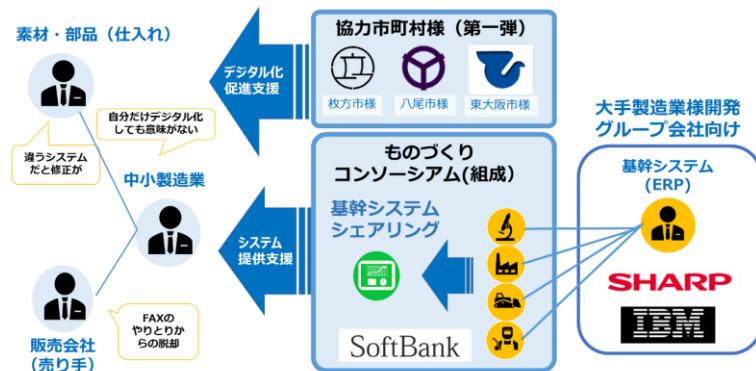 素材・部品（仕入れ）
自分だけデジタル化
しても意味がない
違うシステム
だと修正が
中小製造業
販売会社
（売り手）
FAXの
やりとりか
らの脱却
デジタル化
促進支援
協力市町村様（第一弾）
枚方市様
八尾市様
東大阪市様
システム
提供支援
ものづくり
コンソーシアム(組成）
基幹システム
シェアリング
SoftBank
大手製造業様開発
グループ会社向け
基幹システム
(ERP)
SHARP
IBM